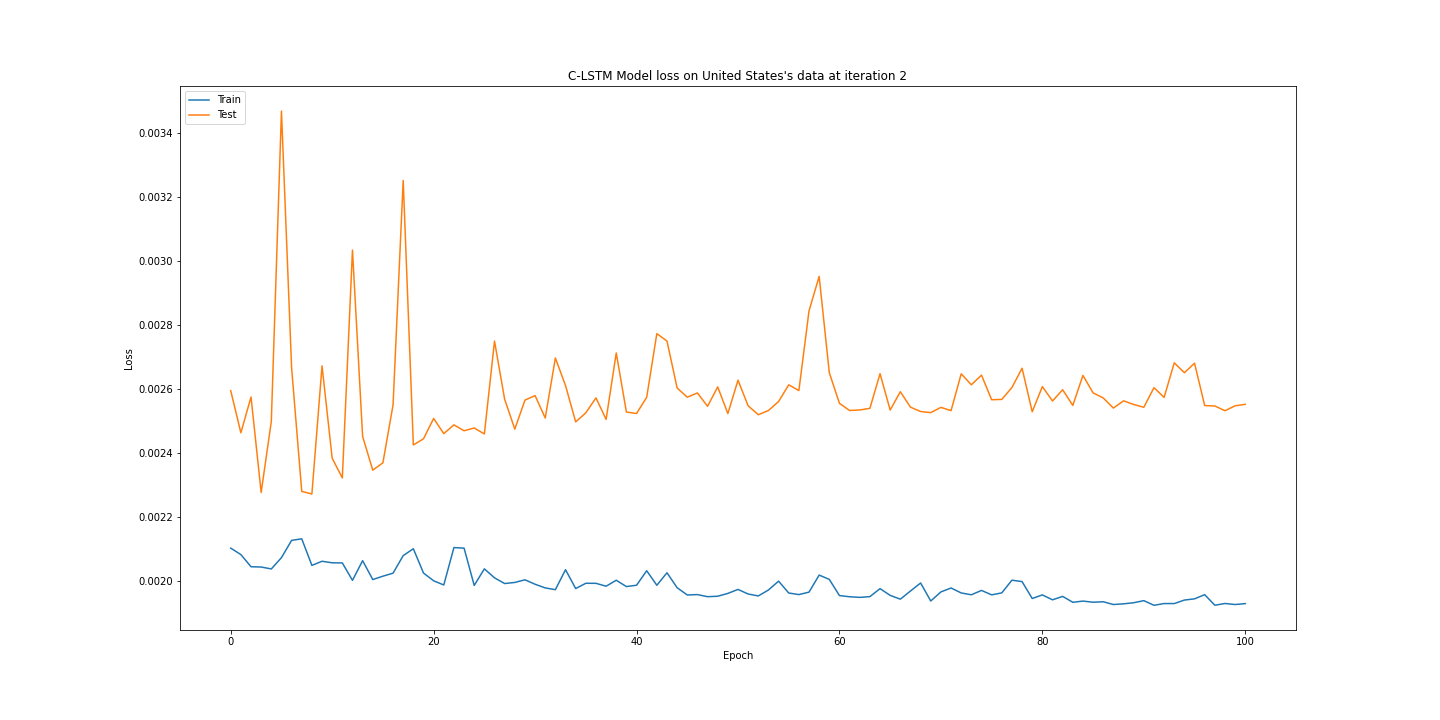 C-LSTM Model loss on United States's data at iteration 2
Train
Test
0.0034
0.0032
0.0030
0.0028
0.0026
0.0024
0.0022
0.0020
Loss
0 20 40 60 80 100
Epoch